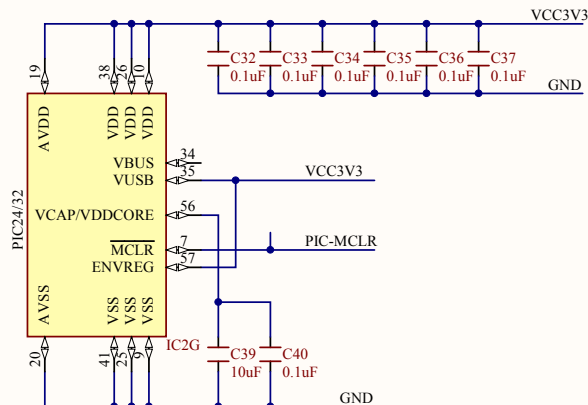 VCC3V3
19
38
26
10
C32
C33
C34
C35
C36
C37
0.1uF
0.1uF
0.1uF
0.1uF
0.1uF
0.1uF
GND
AVDD
VDD
VDD
VDD
VBUS
34
VUSB
35
VCC3V3
PIC24/32
VCAP/VDDCORE
56
MCLR
7
PIC-MCLR
ENVREG
57
AVSS
VSS
VSS
VSS
IC2G
20
41
25
9
C39
C40
10uF
0.1uF
GND